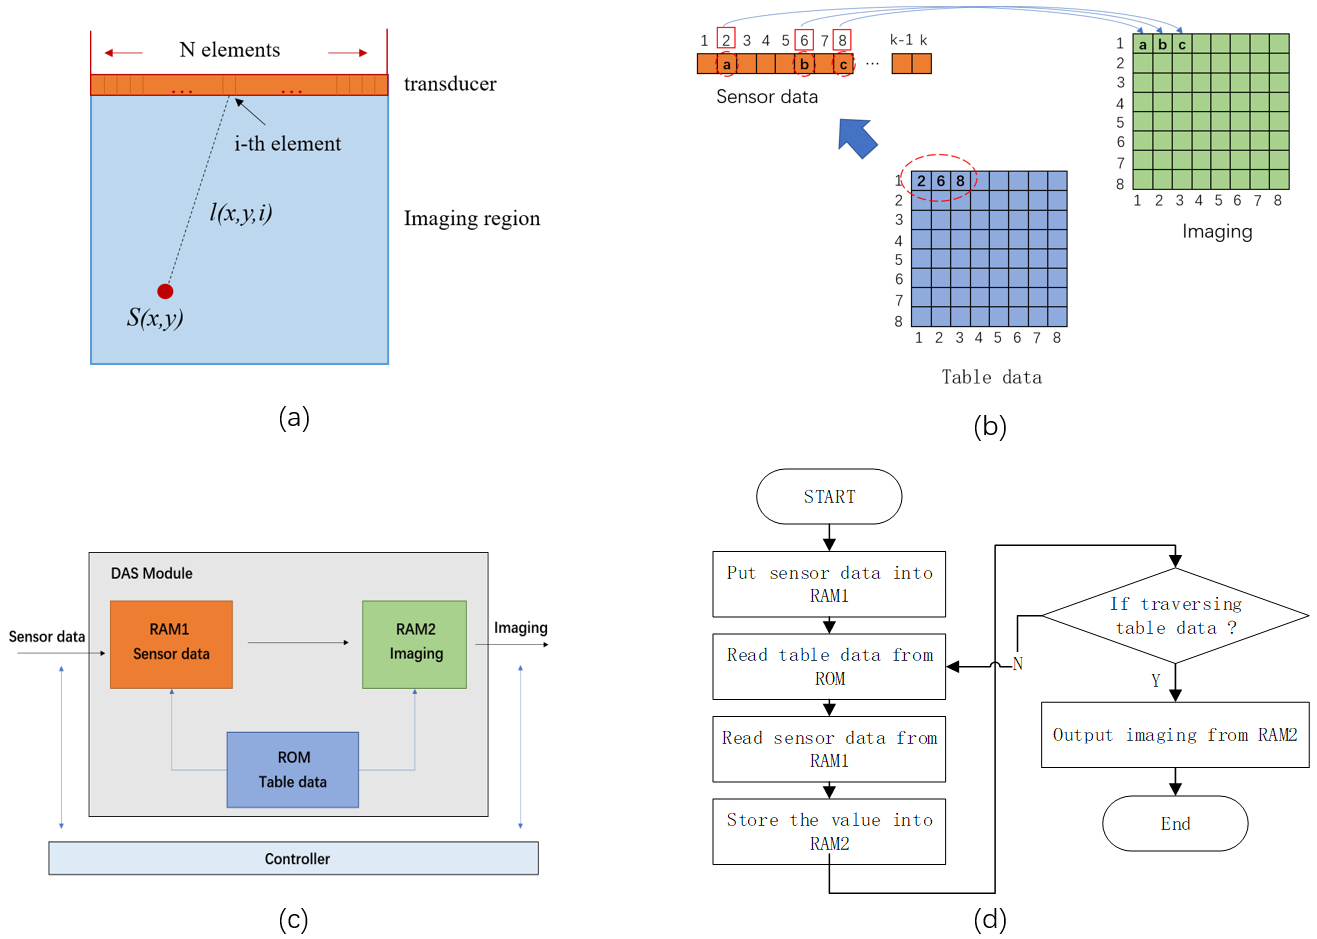 N elements
transducer
i-th element
l(x,y,i)
Imaging region
S(x,y)
(a)
1 2 3 4 5 6 7 8 k-1 k
a b c ...
Sensor data
1 2 3 4 5 6 7 8
a b c
1 2 3 4 5 6 7 8
Imaging
1 2 3 4 5 6 7 8
2 6 8
1 2 3 4 5 6 7 8
Table data
(b)
DAS Module
Sensor data
RAM1
Sensor data
RAM2
Imaging
Imaging
ROM
Table data
Controller
(c)
START
Put sensor data into
RAM1
Read table data from
ROM
Read sensor data from
RAM1
Store the value into
RAM2
If traversing
table data ?
N
Y
Output imaging from RAM2
End
(d)